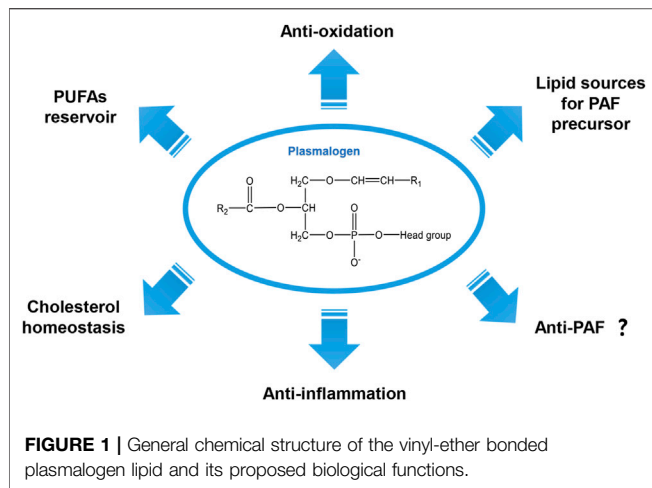 Anti-oxidation
PUFAs
reservoir
Lipid sources
for PAF
precursor
Plasmalogen
H₂C—O—CH=CH—R₁
O
R₂—C—O—CH
O
H₂C—O—P—O—Head group
O⁻
Cholesterol
homeostasis
Anti-PAF ?
Anti-inflammation
FIGURE 1 | General chemical structure of the vinyl-ether bonded
plasmalogen lipid and its proposed biological functions.